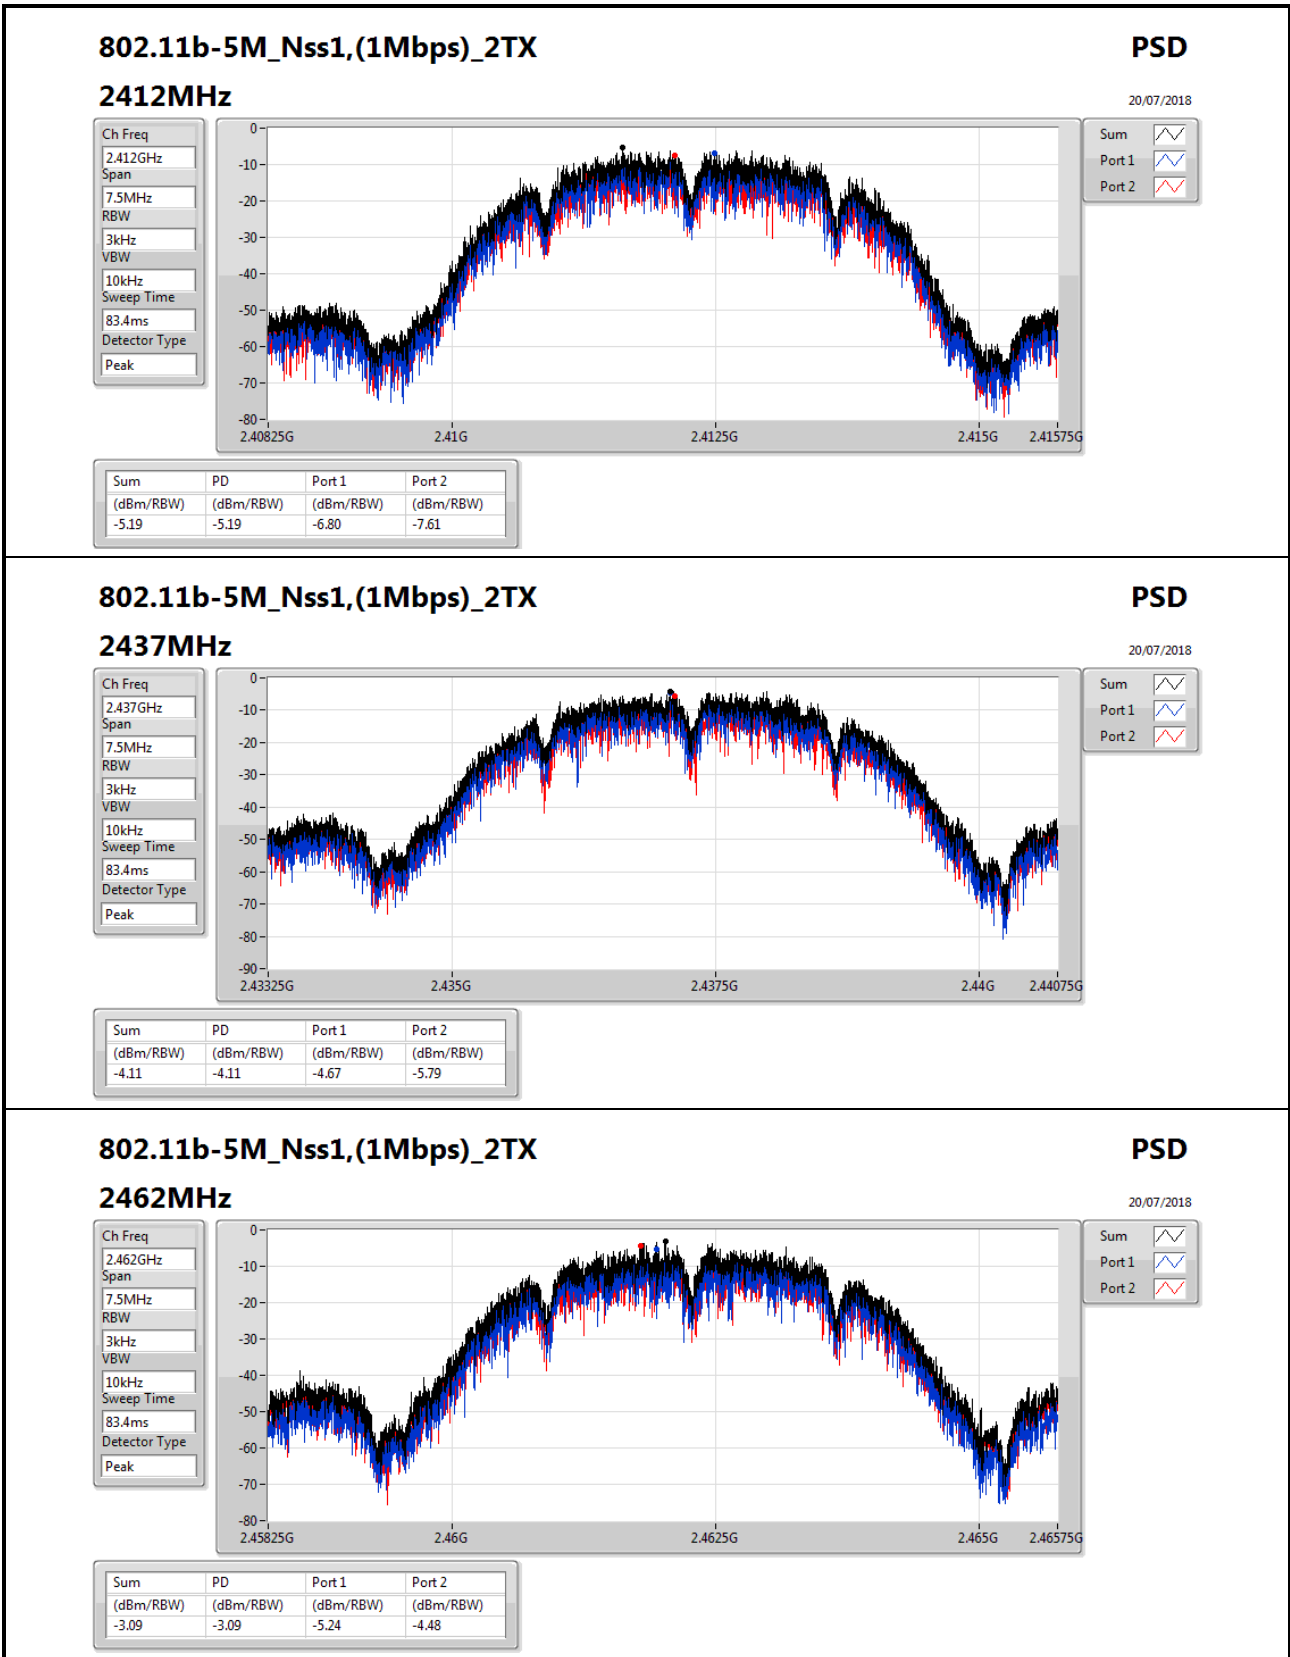 802.11b-5M_Nss1,(1Mbps)_2TX PSD
2412MHz 20/07/2018
Ch Freq
2.412GHz
Span
7.5MHz
RBW
3kHz
VBW
10kHz
Sweep Time
83.4ms
Detector Type
Peak
0
-10
-20
-30
-40
-50
-60
-70
-80
2.40825G 2.41G 2.4125G 2.415G 2.41575G
Sum
Port 1
Port 2
Sum PD Port 1 Port 2
(dBm/RBW) (dBm/RBW) (dBm/RBW) (dBm/RBW)
-5.19 -5.19 -6.80 -7.61
802.11b-5M_Nss1,(1Mbps)_2TX PSD
2437MHz 20/07/2018
Ch Freq
2.437GHz
Span
7.5MHz
RBW
3kHz
VBW
10kHz
Sweep Time
83.4ms
Detector Type
Peak
0
-10
-20
-30
-40
-50
-60
-70
-80
-90
2.43325G 2.435G 2.4375G 2.44G 2.44075G
Sum
Port 1
Port 2
Sum PD Port 1 Port 2
(dBm/RBW) (dBm/RBW) (dBm/RBW) (dBm/RBW)
-4.11 -4.11 -4.67 -5.79
802.11b-5M_Nss1,(1Mbps)_2TX PSD
2462MHz 20/07/2018
Ch Freq
2.462GHz
Span
7.5MHz
RBW
3kHz
VBW
10kHz
Sweep Time
83.4ms
Detector Type
Peak
0
-10
-20
-30
-40
-50
-60
-70
-80
2.45825G 2.46G 2.4625G 2.465G 2.46575G
Sum
Port 1
Port 2
Sum PD Port 1 Port 2
(dBm/RBW) (dBm/RBW) (dBm/RBW) (dBm/RBW)
-3.09 -3.09 -5.24 -4.48